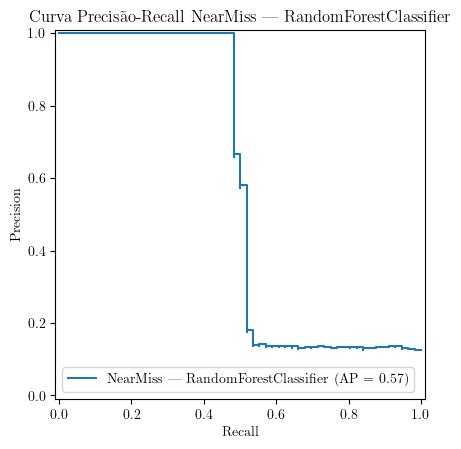 Curva Precisão-Recall NearMiss — RandomForestClassifier
1.0
0.8
0.6
0.4
0.2
0.0
Precision
NearMiss — RandomForestClassifier (AP = 0.57)
0.0 0.2 0.4 0.6 0.8 1.0
Recall